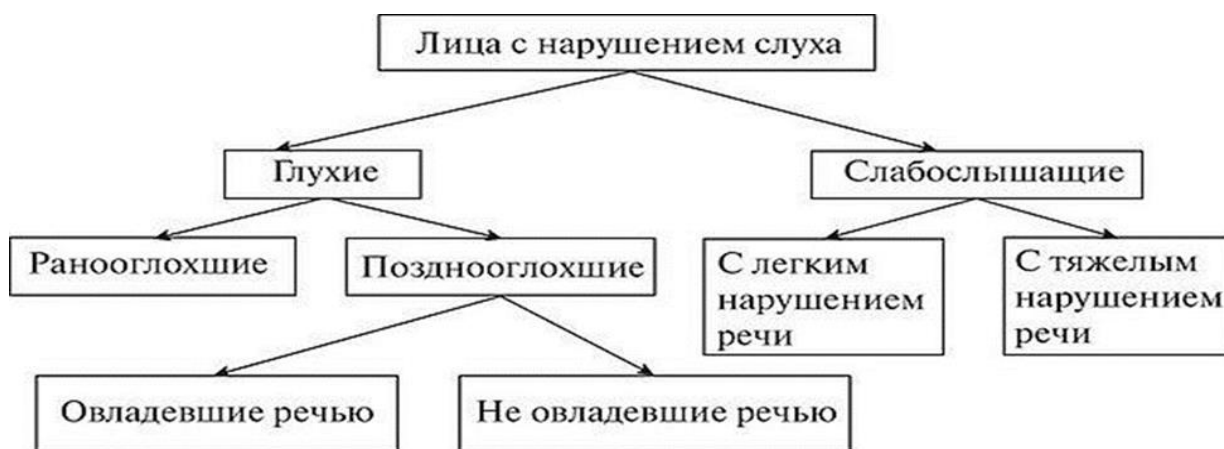 Лица с нарушением слуха
Глухие
Слабослышащие
Ранооглохшие
Позднооглохшие
С легким
нарушением
речи
С тяжелым
нарушением
речи
Овладевшие речью
Не овладевшие речью